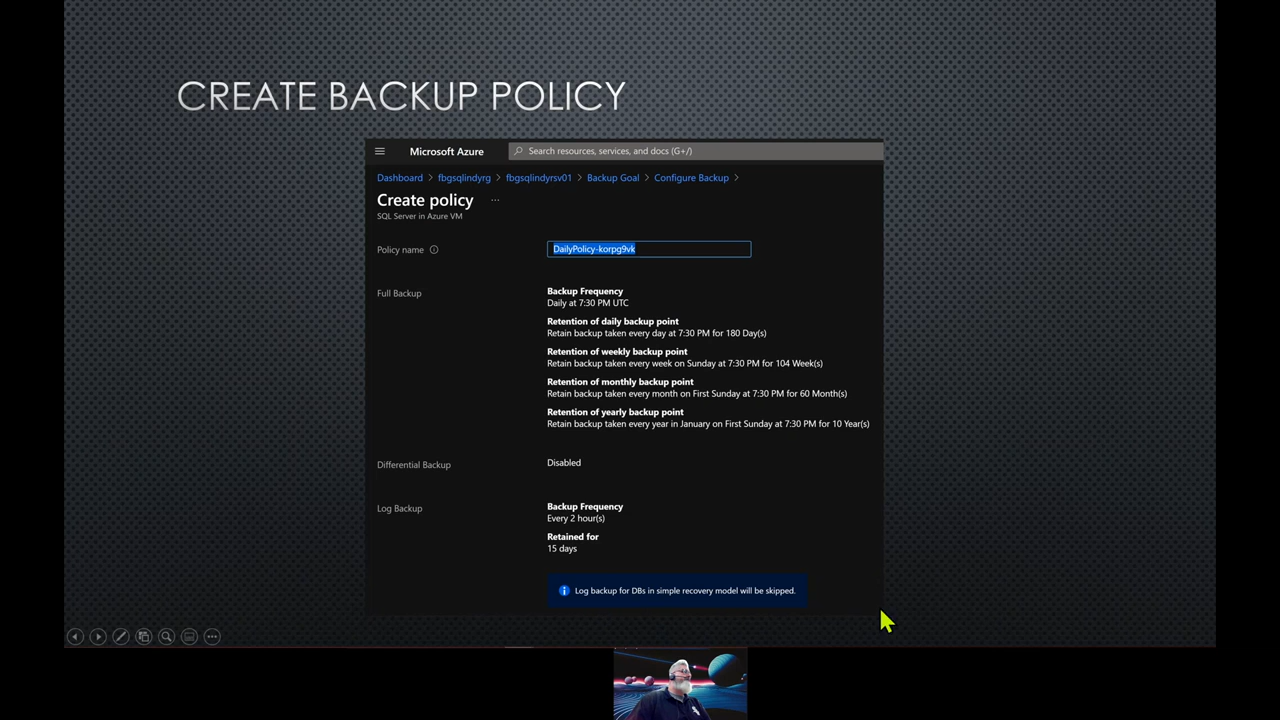 CREATE BACKUP POLICY
Microsoft Azure
Search resources, services, and docs (G+/)
Dashboard > fbgsqlindyrg > fbgsqlindyrsv01 > Backup Goal > Configure Backup >
Create policy ...
SQL Server in Azure VM
Policy name
DailyPolicy-korpg9vk
Full Backup
Backup Frequency
Daily at 7:30 PM UTC
Retention of daily backup point
Retain backup taken every day at 7:30 PM for 180 Day(s)
Retention of weekly backup point
Retain backup taken every week on Sunday at 7:30 PM for 104 Week(s)
Retention of monthly backup point
Retain backup taken every month on First Sunday at 7:30 PM for 60 Month(s)
Retention of yearly backup point
Retain backup taken every year in January on First Sunday at 7:30 PM for 10 Year(s)
Differential Backup
Disabled
Log Backup
Backup Frequency
Every 2 hour(s)
Retained for
15 days
Log backup for DBs in simple recovery model will be skipped.